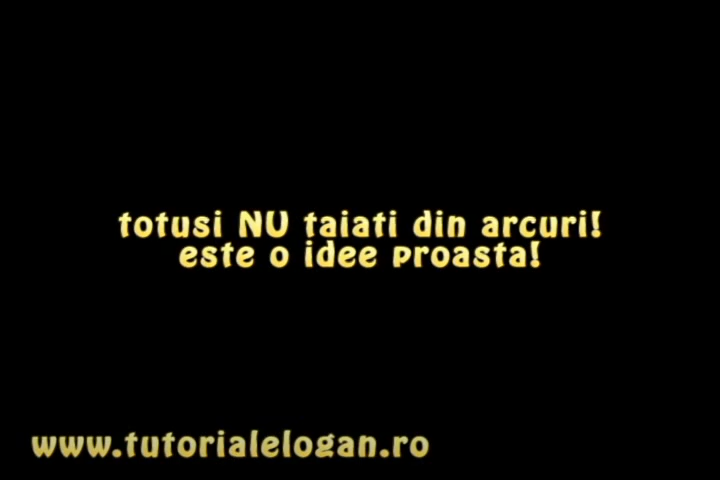 totusi NU taiati din arcuri!
este o idee proasta!
www.tutorialelogan.ro